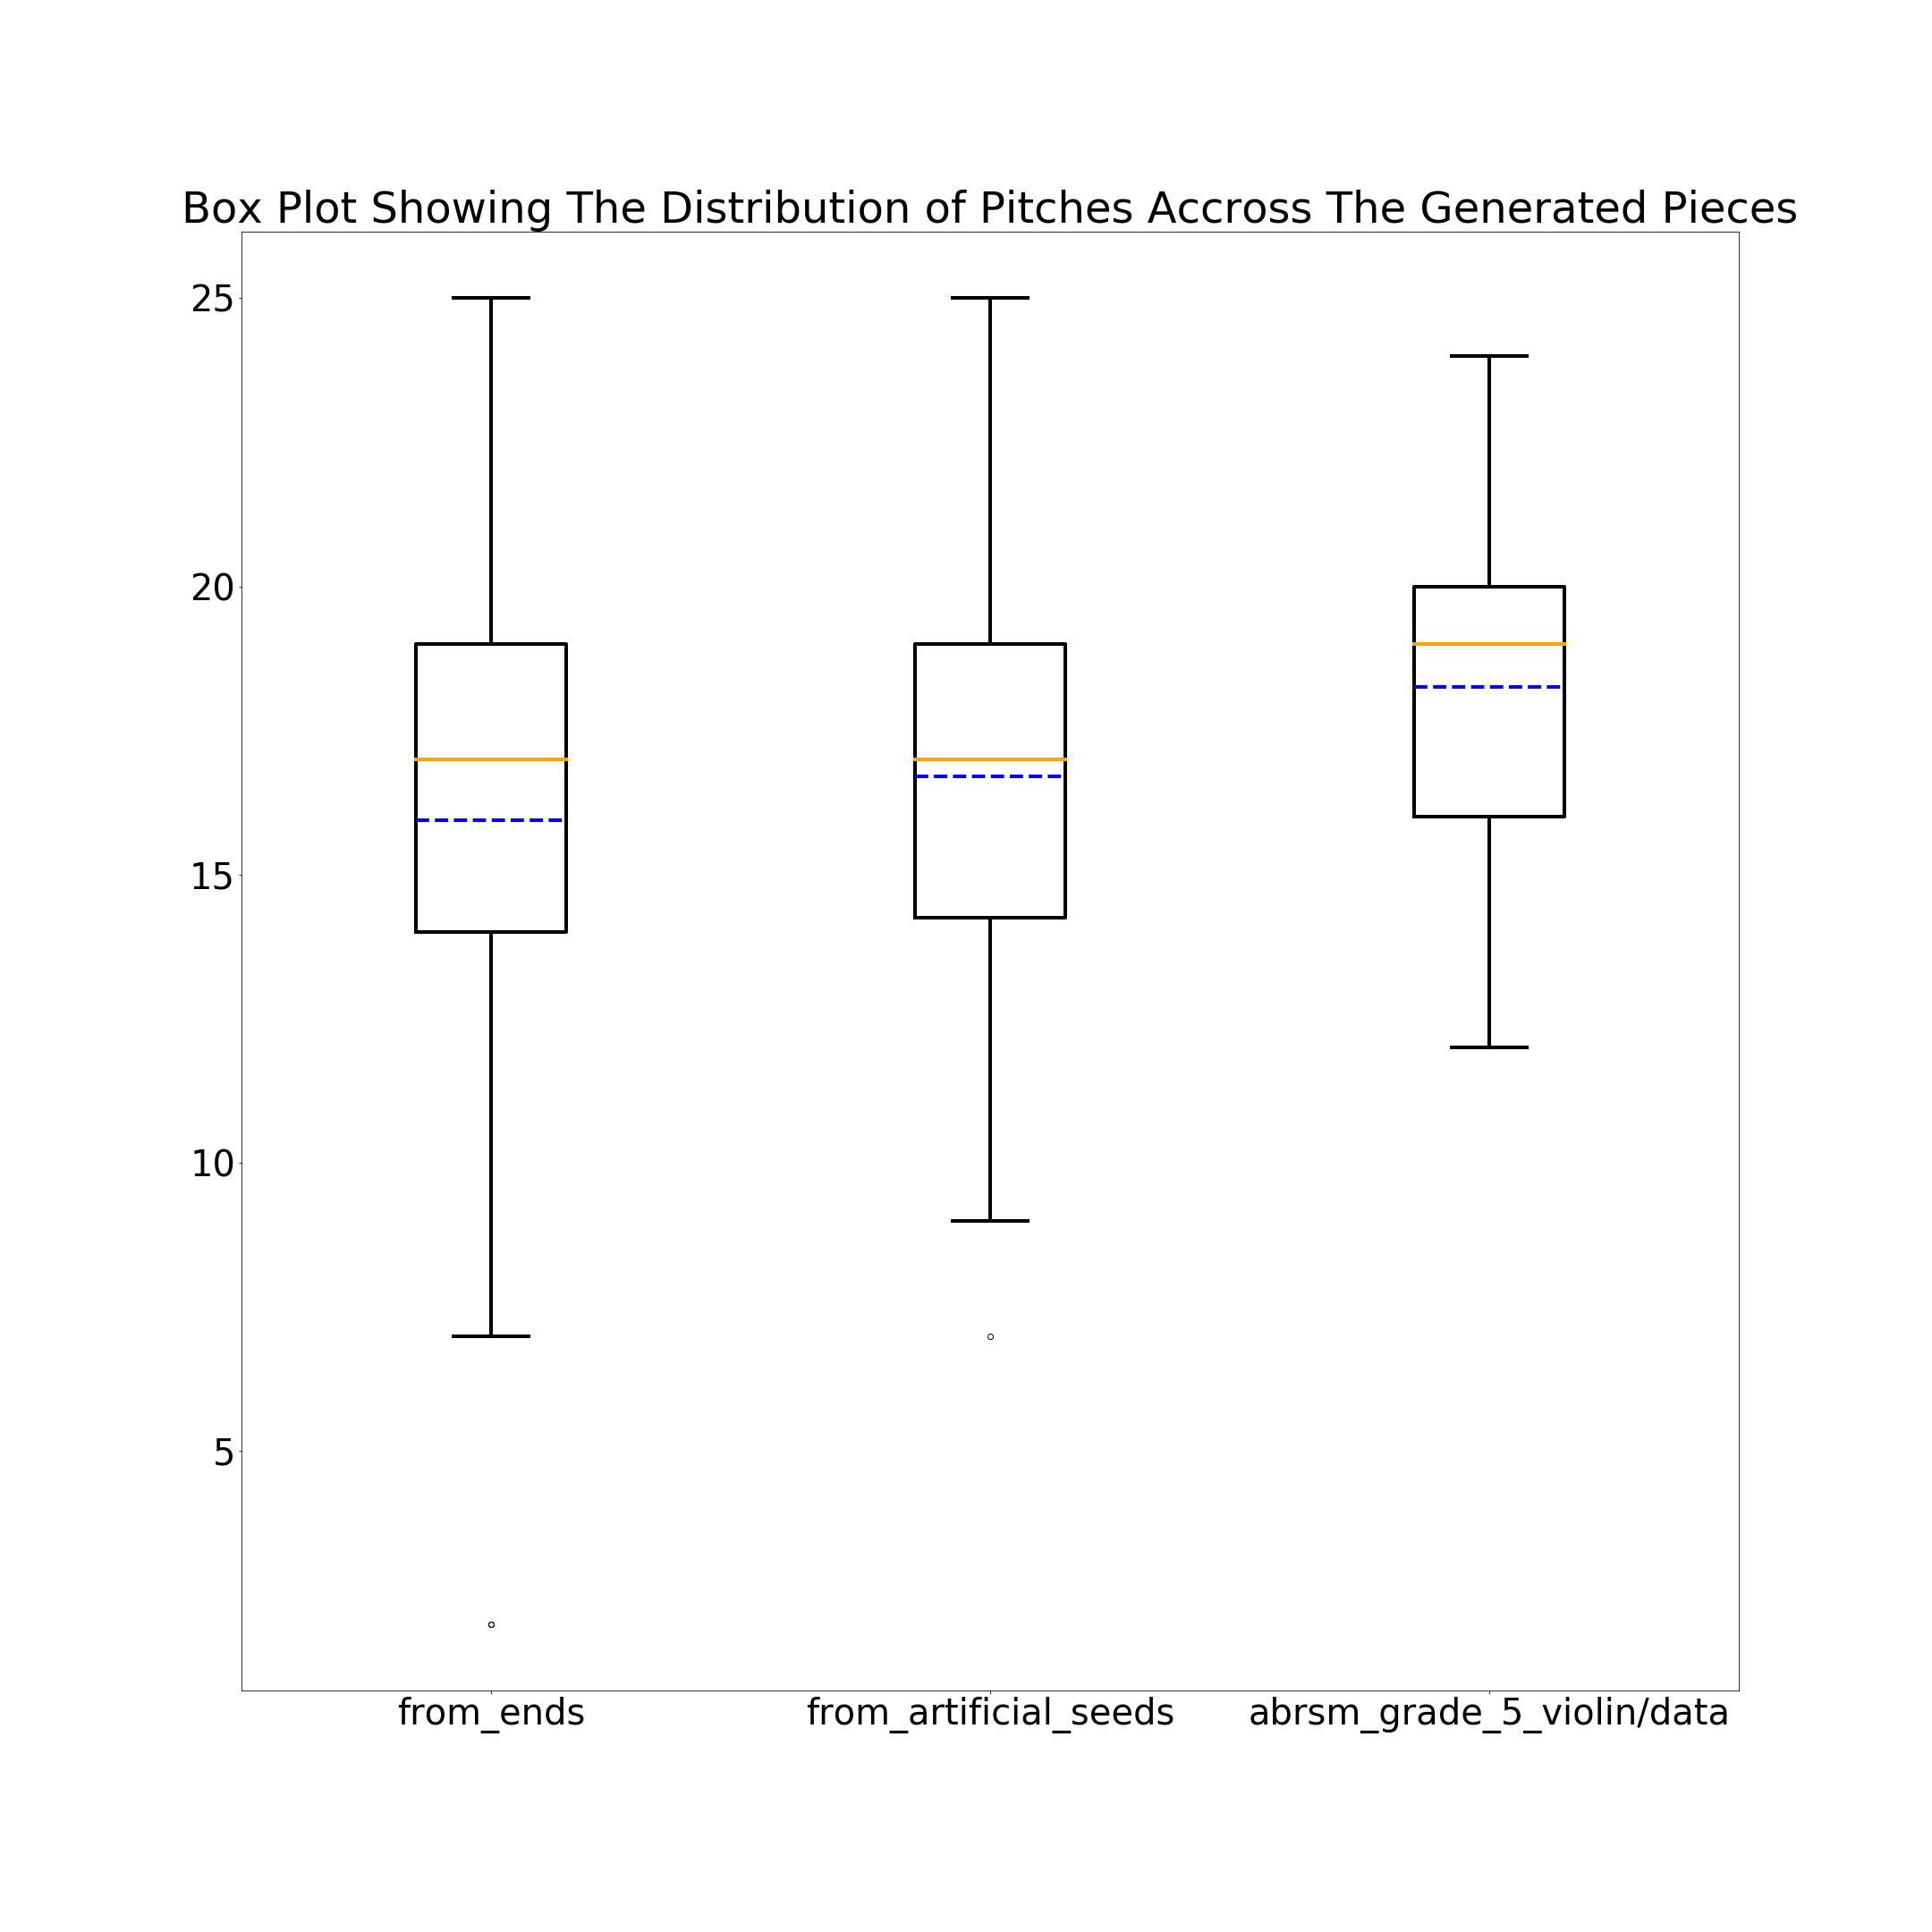 Box Plot Showing The Distribution of Pitches Accross The Generated Pieces
25
20
15
10
5
from_ends from_artificial_seeds abrsm_grade_5_violin/data